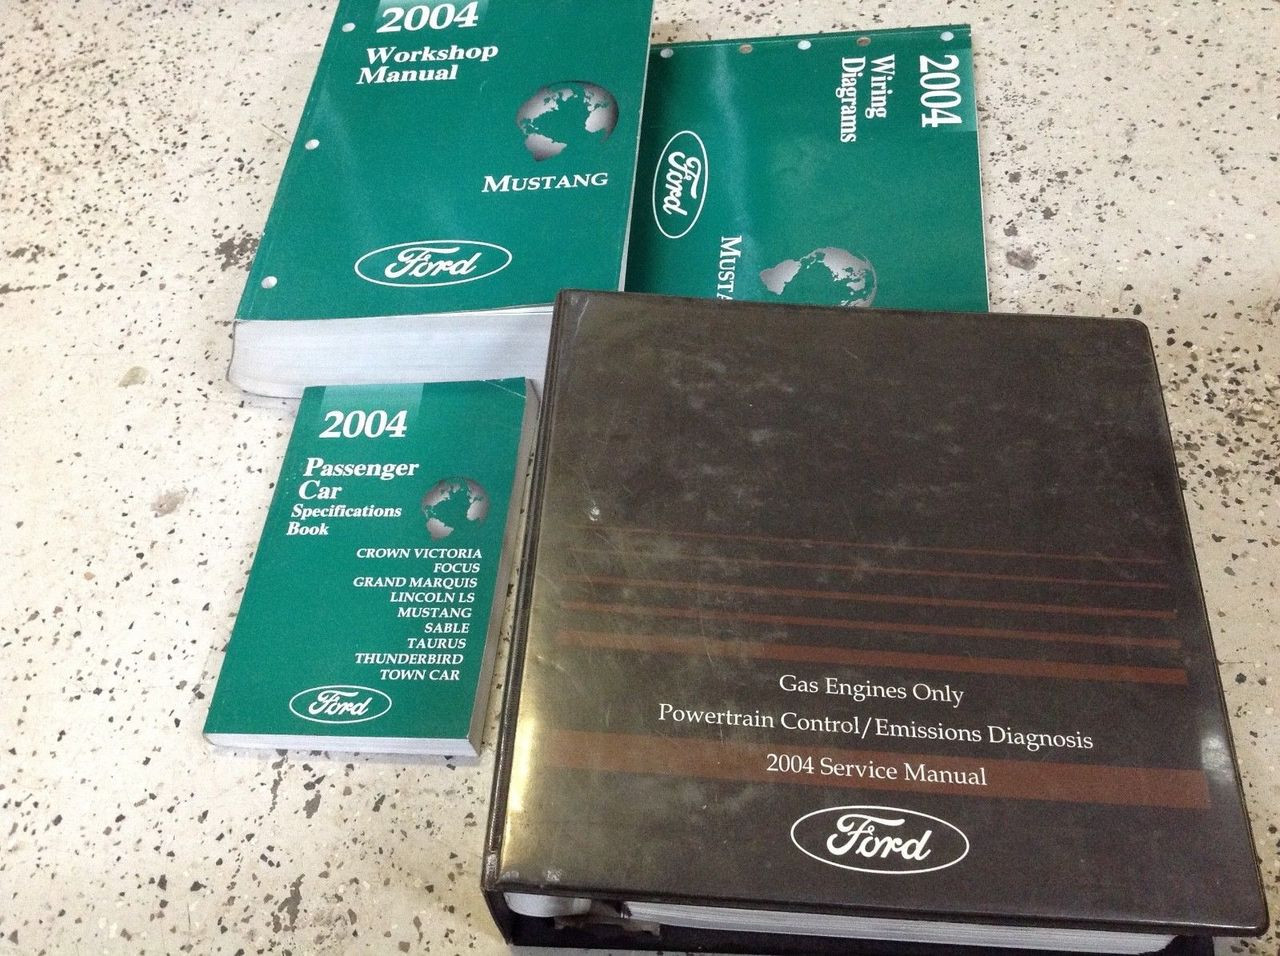 2004
Workshop
Manual
MUSTANG
Ford
2004
Wiring
Diagrams
Ford
2004
Passenger
Car
Specifications
Book
CROWN VICTORIA
FOCUS
GRAND MARQUIS
LINCOLN LS
MUSTANG
SABLE
TAURUS
THUNDERBIRD
TOWN CAR
Ford
Gas Engines Only
Powertrain Control/Emissions Diagnosis
2004 Service Manual
Ford